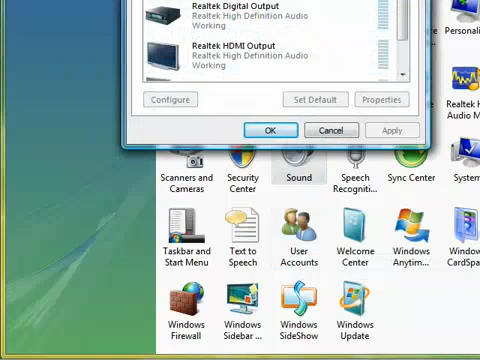 Realtek Digital Output
Realtek High Definition Audio
Working
Realtek HDMI Output
Realtek High Definition Audio
Working
Configure
Set Default
Properties
OK
Cancel
Apply
Personali
Realtek H
Audio M
Scanners and
Cameras
Security
Center
Sound
Speech
Recogniti...
Sync Center
System
Taskbar and
Start Menu
Text to
Speech
User
Accounts
Welcome
Center
Windows
Anytim...
Window
CardSpa
Windows
Firewall
Windows
Sidebar ...
Windows
SideShow
Windows
Update